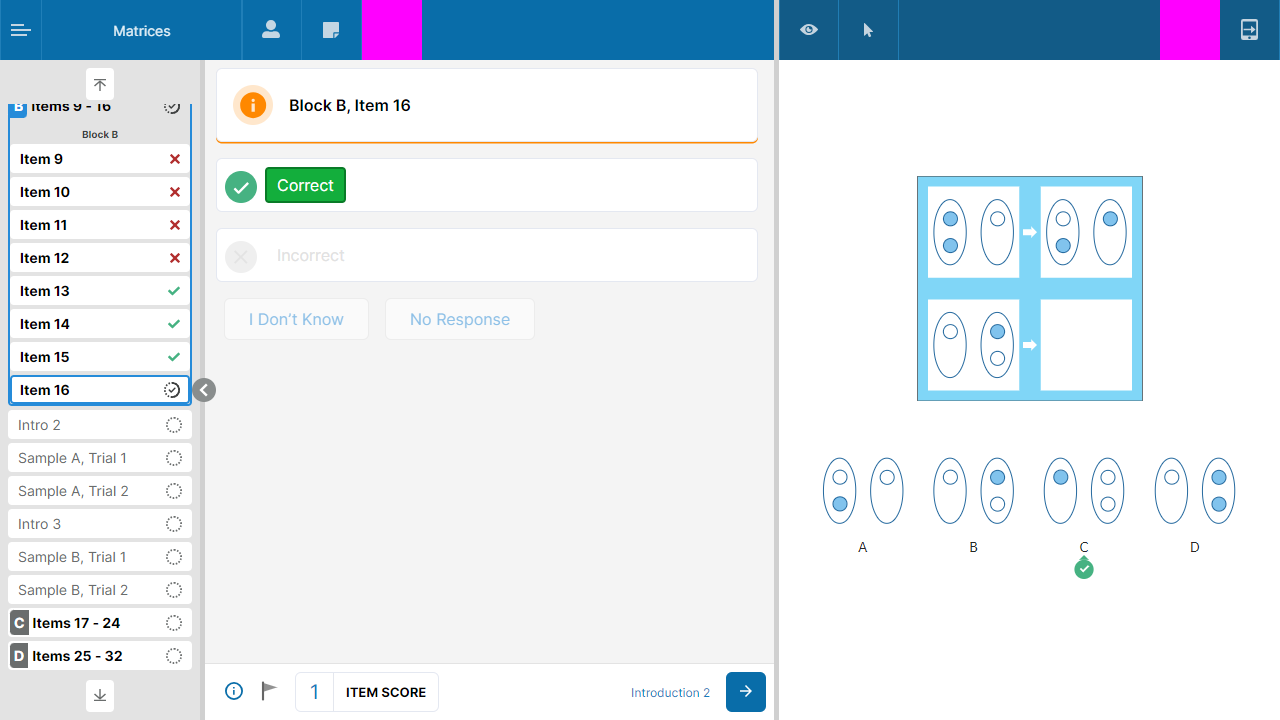 Matrices
B Items 9 - 16
Block B
Item 9
Item 10
Item 11
Item 12
Item 13
Item 14
Item 15
Item 16
Intro 2
Sample A, Trial 1
Sample A, Trial 2
Intro 3
Sample B, Trial 1
Sample B, Trial 2
C Items 17 - 24
D Items 25 - 32
Block B, Item 16
Correct
Incorrect
I Don't Know No Response
1 ITEM SCORE
Introduction 2
A B C D